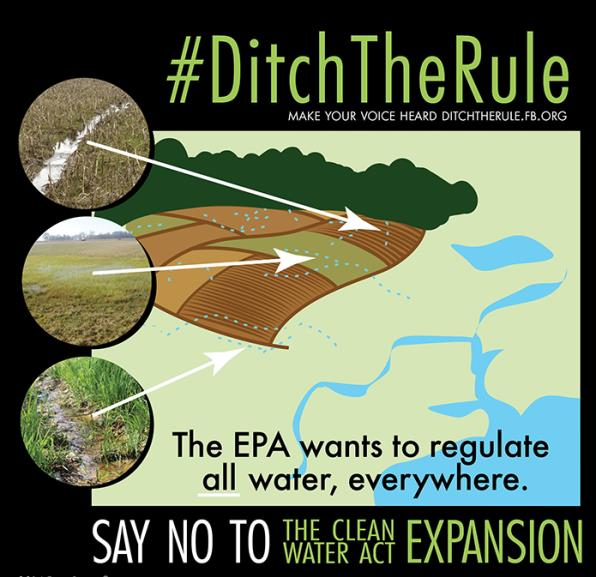 #DitchTheRule
MAKE YOUR VOICE HEARD DITCHTHERULE.FB.ORG
The EPA wants to regulate
all water, everywhere.
SAY NO TO THE CLEAN WATER ACT EXPANSION